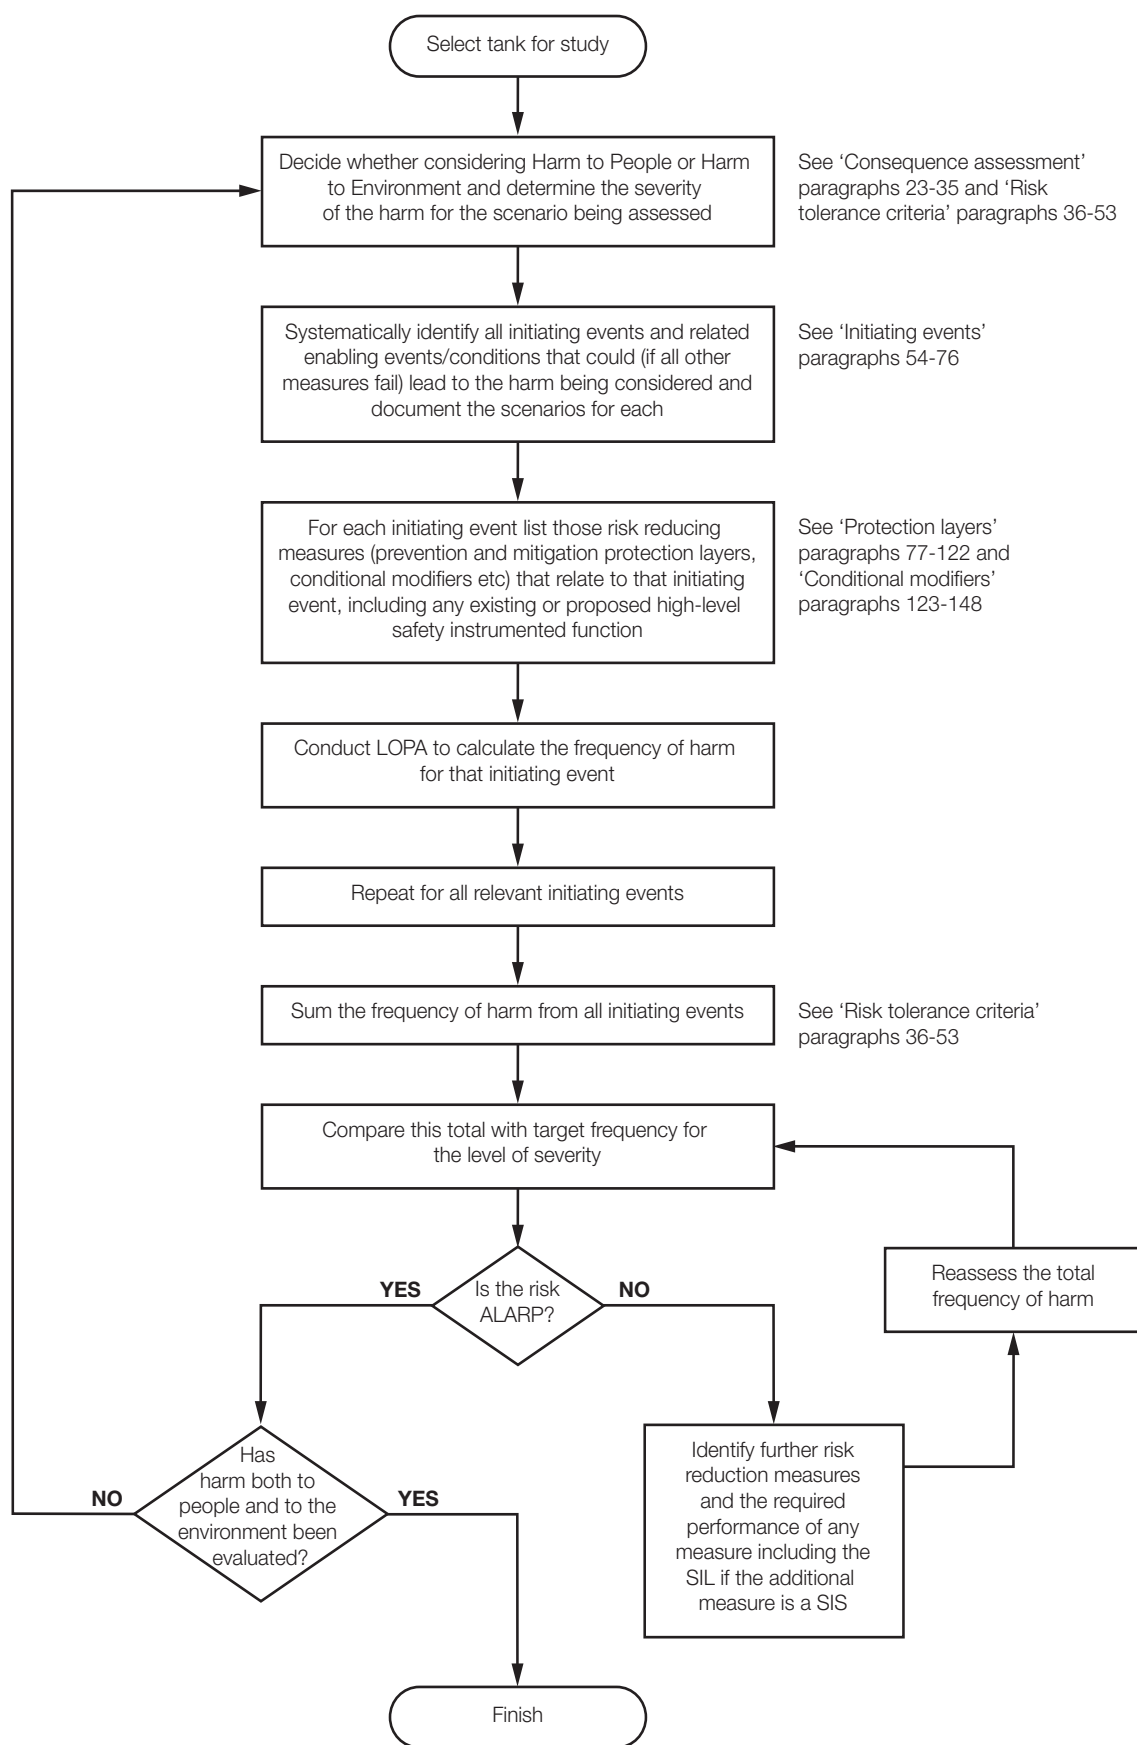 Select tank for study
Decide whether considering Harm to People or Harm
to Environment and determine the severity
of the harm for the scenario being assessed
See ‘Consequence assessment’
paragraphs 23-35 and ‘Risk
tolerance criteria’ paragraphs 36-53
Systematically identify all initiating events and related
enabling events/conditions that could (if all other
measures fail) lead to the harm being considered and
document the scenarios for each
See ‘Initiating events’
paragraphs 54-76
For each initiating event list those risk reducing
measures (prevention and mitigation protection layers,
conditional modifiers etc) that relate to that initiating
event, including any existing or proposed high-level
safety instrumented function
See ‘Protection layers’
paragraphs 77-122 and
‘Conditional modifiers’
paragraphs 123-148
Conduct LOPA to calculate the frequency of harm
for that initiating event
Repeat for all relevant initiating events
Sum the frequency of harm from all initiating events
See ‘Risk tolerance criteria’
paragraphs 36-53
Compare this total with target frequency for
the level of severity
Is the risk
ALARP?
YES
NO
Reassess the total
frequency of harm
Has
harm both to
people and to the
environment been
evaluated?
NO
YES
Identify further risk
reduction measures
and the required
performance of any
measure including the
SIL if the additional
measure is a SIS
Finish